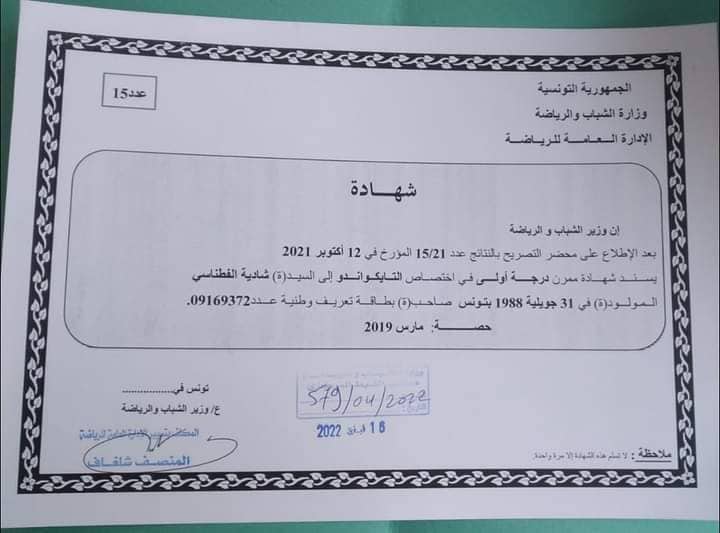 الجمهورية التونسية
وزارة الشباب والرياضة
الإدارة العامة للرياضة
عدد15
شهادة
إن وزير الشباب و الرياضة
بعد الإطلاع على محضر التصريح بالنتائج عدد 15/21 المؤرخ في 12 أكتوبر 2021
يسند شهادة ممرن درجة أولى في اختصاص التايكواندو إلى السيد(ة) شادية الفطناسي
المولود(ة) في 31 جويلية 1988 بتونس صاحب(ة) بطاقة تعريف وطنية عدد09169372.
حصة: مارس 2019
تونس في................
ع/ وزير الشباب والرياضة
المنصف شلغاف
579/04/2022
16 فيفري 2022
ملاحظة : لا تسلم هذه الشهادة إلا مرة واحدة.